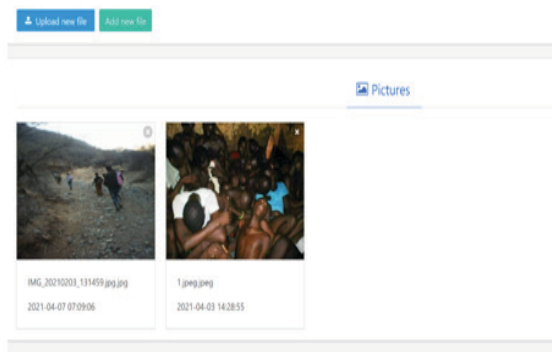 Upload new file
Add new file
Pictures
IMG_20210203_131459.jpg.jpg
2021-04-07 07:09:06
1.jpeg.jpeg
2021-04-03 14:28:55